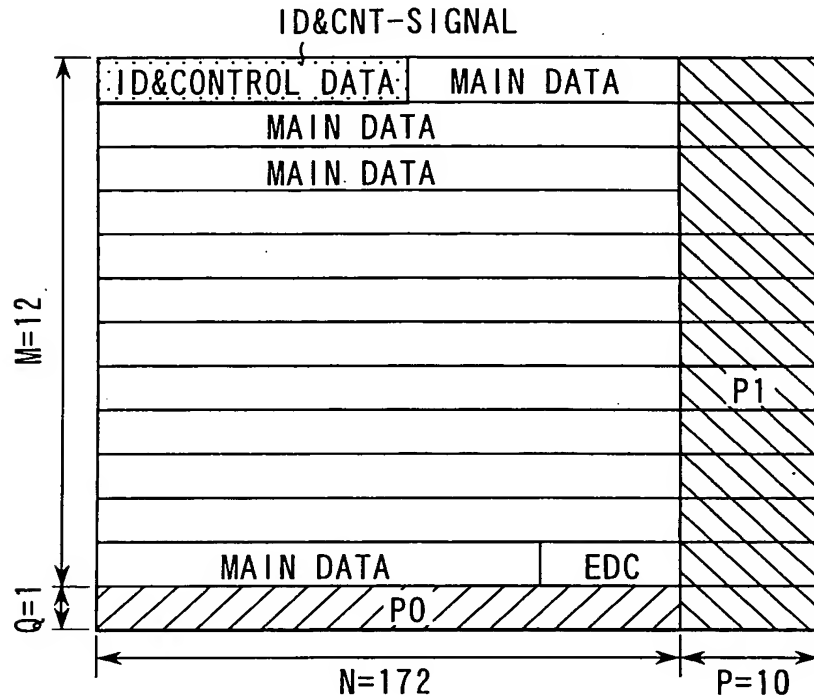 ID&CNT-SIGNAL
ID&CONTROL DATA
MAIN DATA
MAIN DATA
MAIN DATA
M=12
P1
MAIN DATA
EDC
Q=1
PO
N=172
P=10